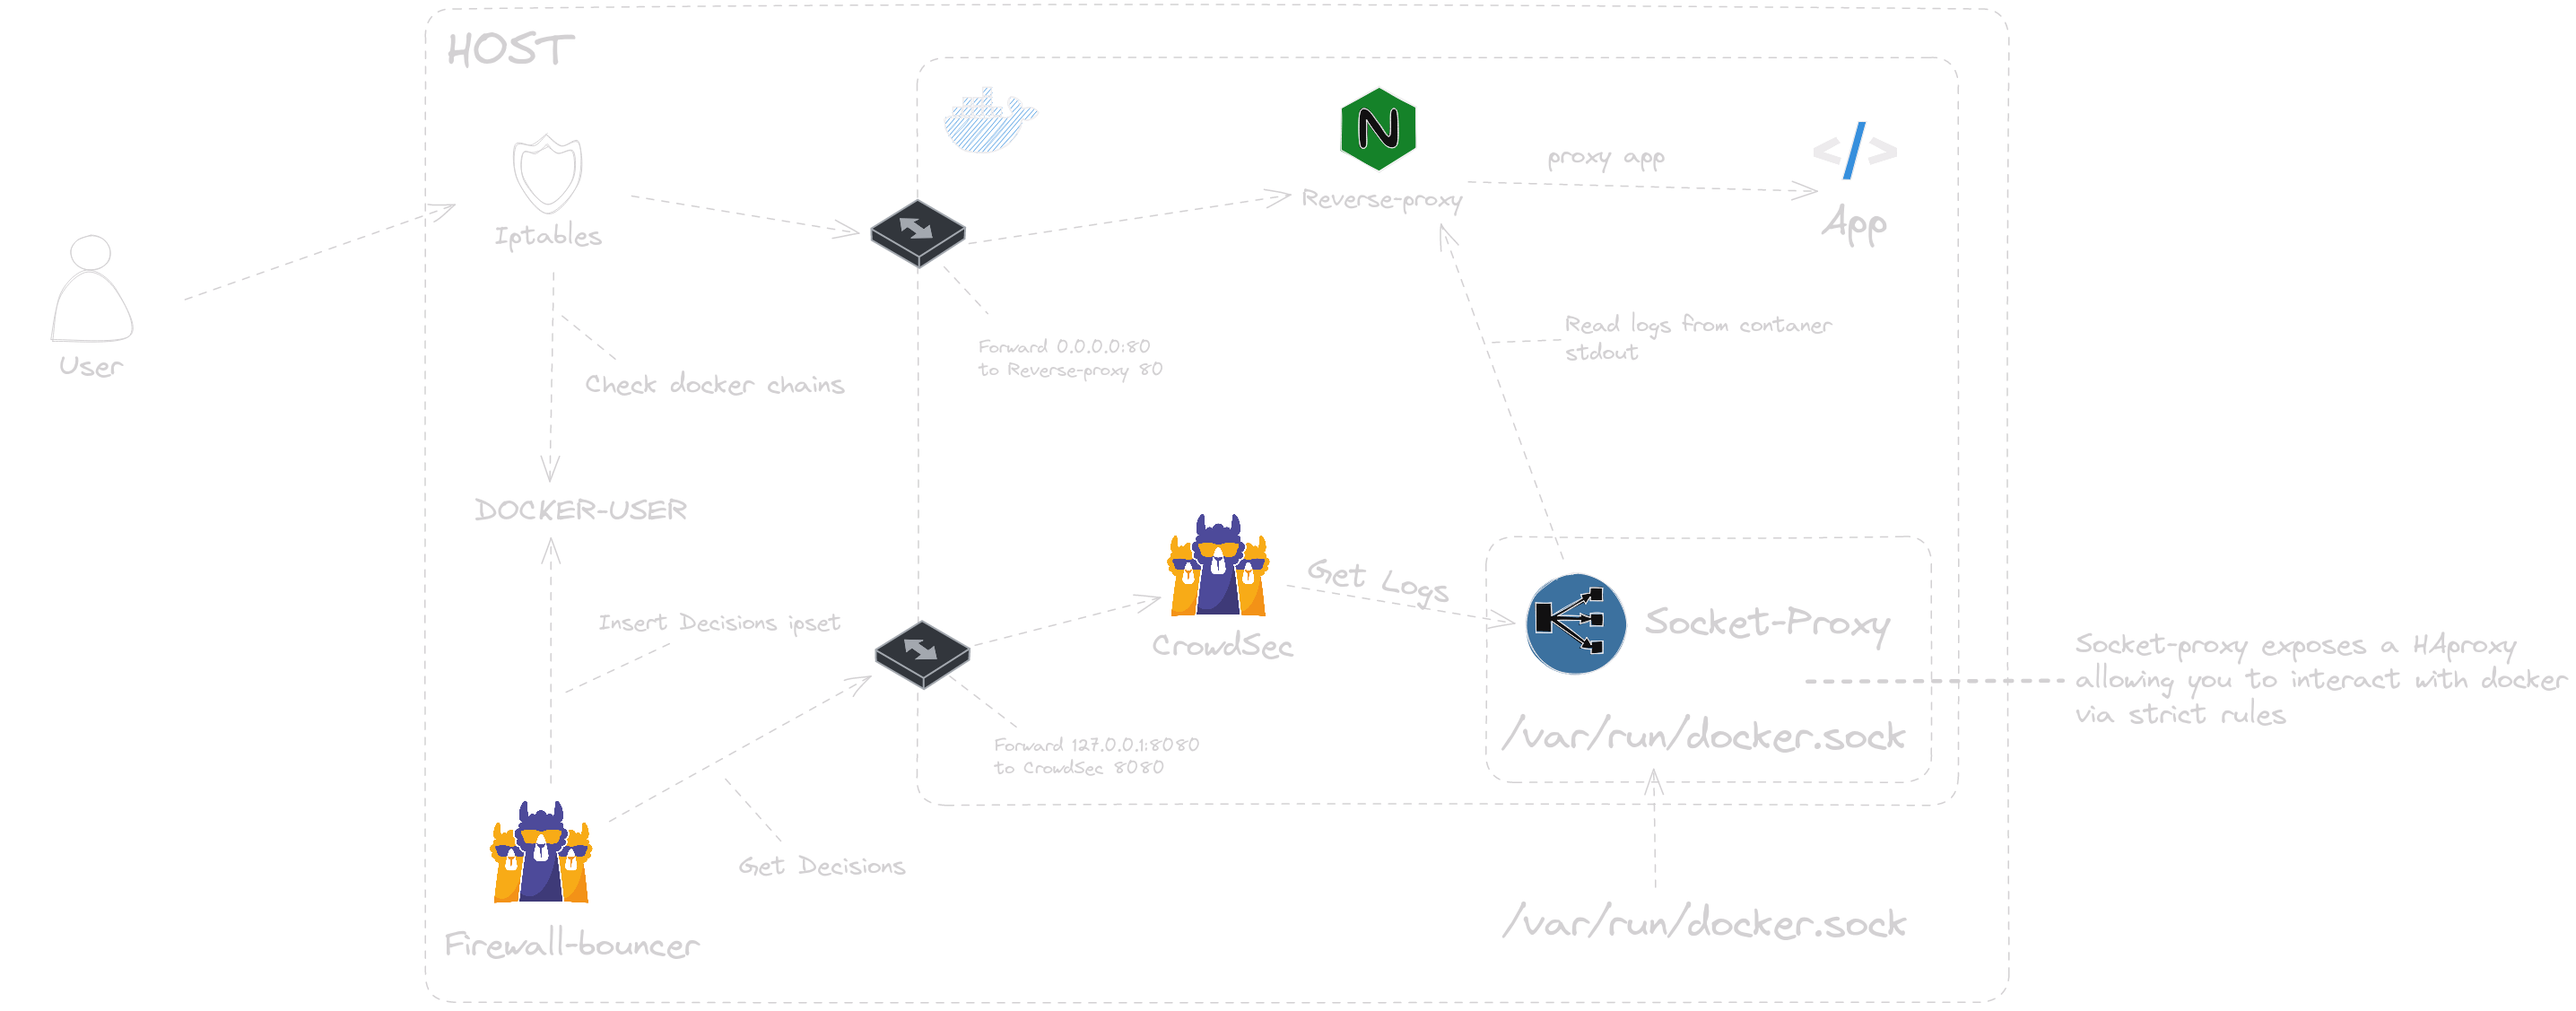 HOST
N
Reverse-proxy
proxy app
</>
App
Iptables
User
Forward 0.0.0.0:80
to Reverse-proxy 80
Read logs from contaner
stdout
Check docker chains
DOCKER-USER
Insert Decisions ipset
CrowdSec
Get Logs
Socket-Proxy
/var/run/docker.sock
Socket-proxy exposes a HAproxy
allowing you to interact with docker
via strict rules
Forward 127.0.0.1:8080
to CrowdSec 8080
Get Decisions
Firewall-bouncer
/var/run/docker.sock